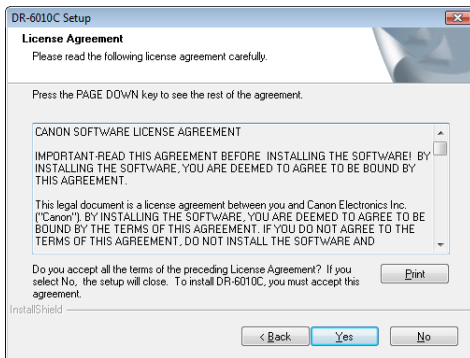 DR-6010C Setup
License Agreement
Please read the following license agreement carefully.
Press the PAGE DOWN key to see the rest of the agreement.
CANON SOFTWARE LICENSE AGREEMENT
IMPORTANT-READ THIS AGREEMENT BEFORE  INSTALLING THE SOFTWARE!  BY
INSTALLING THE SOFTWARE, YOU ARE DEEMED TO AGREE TO BE BOUND BY
THIS AGREEMENT.
This legal document is a license agreement between you and Canon Electronics Inc.
("Canon"). BY INSTALLING THE SOFTWARE, YOU ARE DEEMED TO AGREE TO BE
BOUND BY THE TERMS OF THIS AGREEMENT. IF YOU DO NOT AGREE TO THE
TERMS OF THIS AGREEMENT, DO NOT INSTALL THE SOFTWARE AND
Do you accept all the terms of the preceding License Agreement?  If you
select No,  the setup will close.  To install DR-6010C, you must accept this
agreement.
Print
InstallShield
< Back
Yes
No